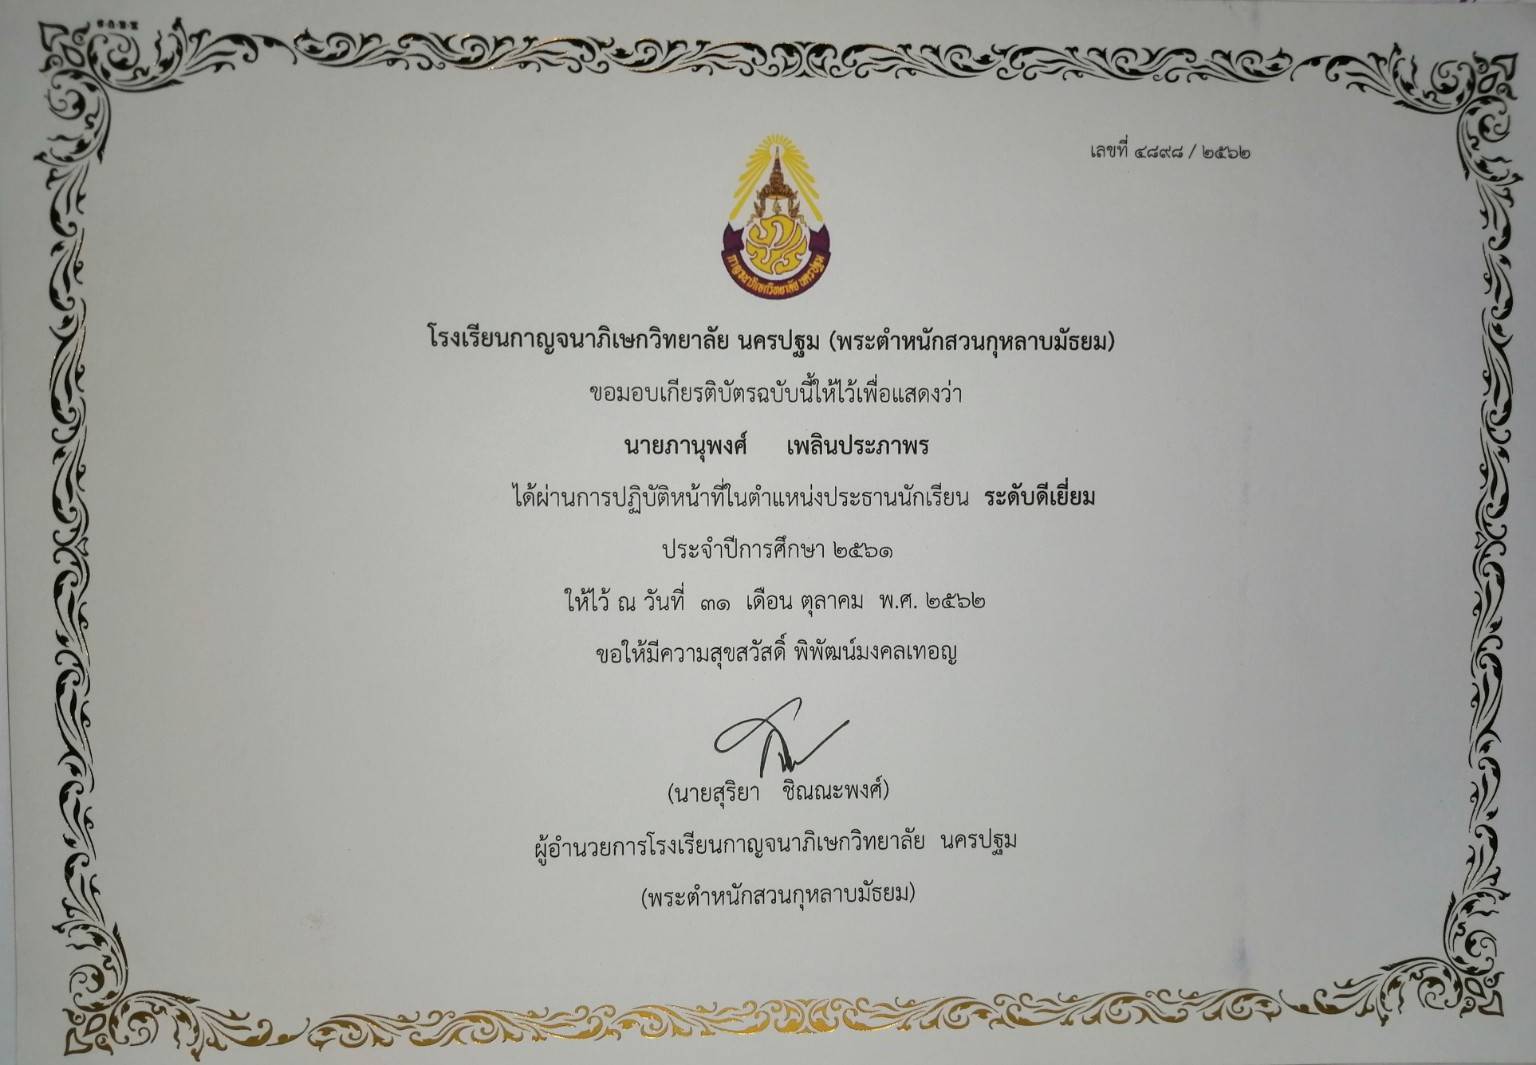 เลขที่ ๔๘๙๘ / ๒๕๖๒
กาญจนาภิเษกวิทยาลัย นครปฐม
โรงเรียนกาญจนาภิเษกวิทยาลัย นครปฐม (พระตำหนักสวนกุหลาบมัธยม)
ขอมอบเกียรติบัตรฉบับนี้ให้ไว้เพื่อแสดงว่า
นายภานุพงศ์ เพลินประภาพร
ได้ผ่านการปฏิบัติหน้าที่ในตำแหน่งประธานนักเรียน ระดับดีเยี่ยม
ประจำปีการศึกษา ๒๕๖๑
ให้ไว้ ณ วันที่ ๓๑ เดือน ตุลาคม พ.ศ. ๒๕๖๒
ขอให้มีความสุขสวัสดิ์ พิพัฒน์มงคลเทอญ
(นายสุริยา ชิณณะพงศ์)
ผู้อำนวยการโรงเรียนกาญจนาภิเษกวิทยาลัย นครปฐม
(พระตำหนักสวนกุหลาบมัธยม)